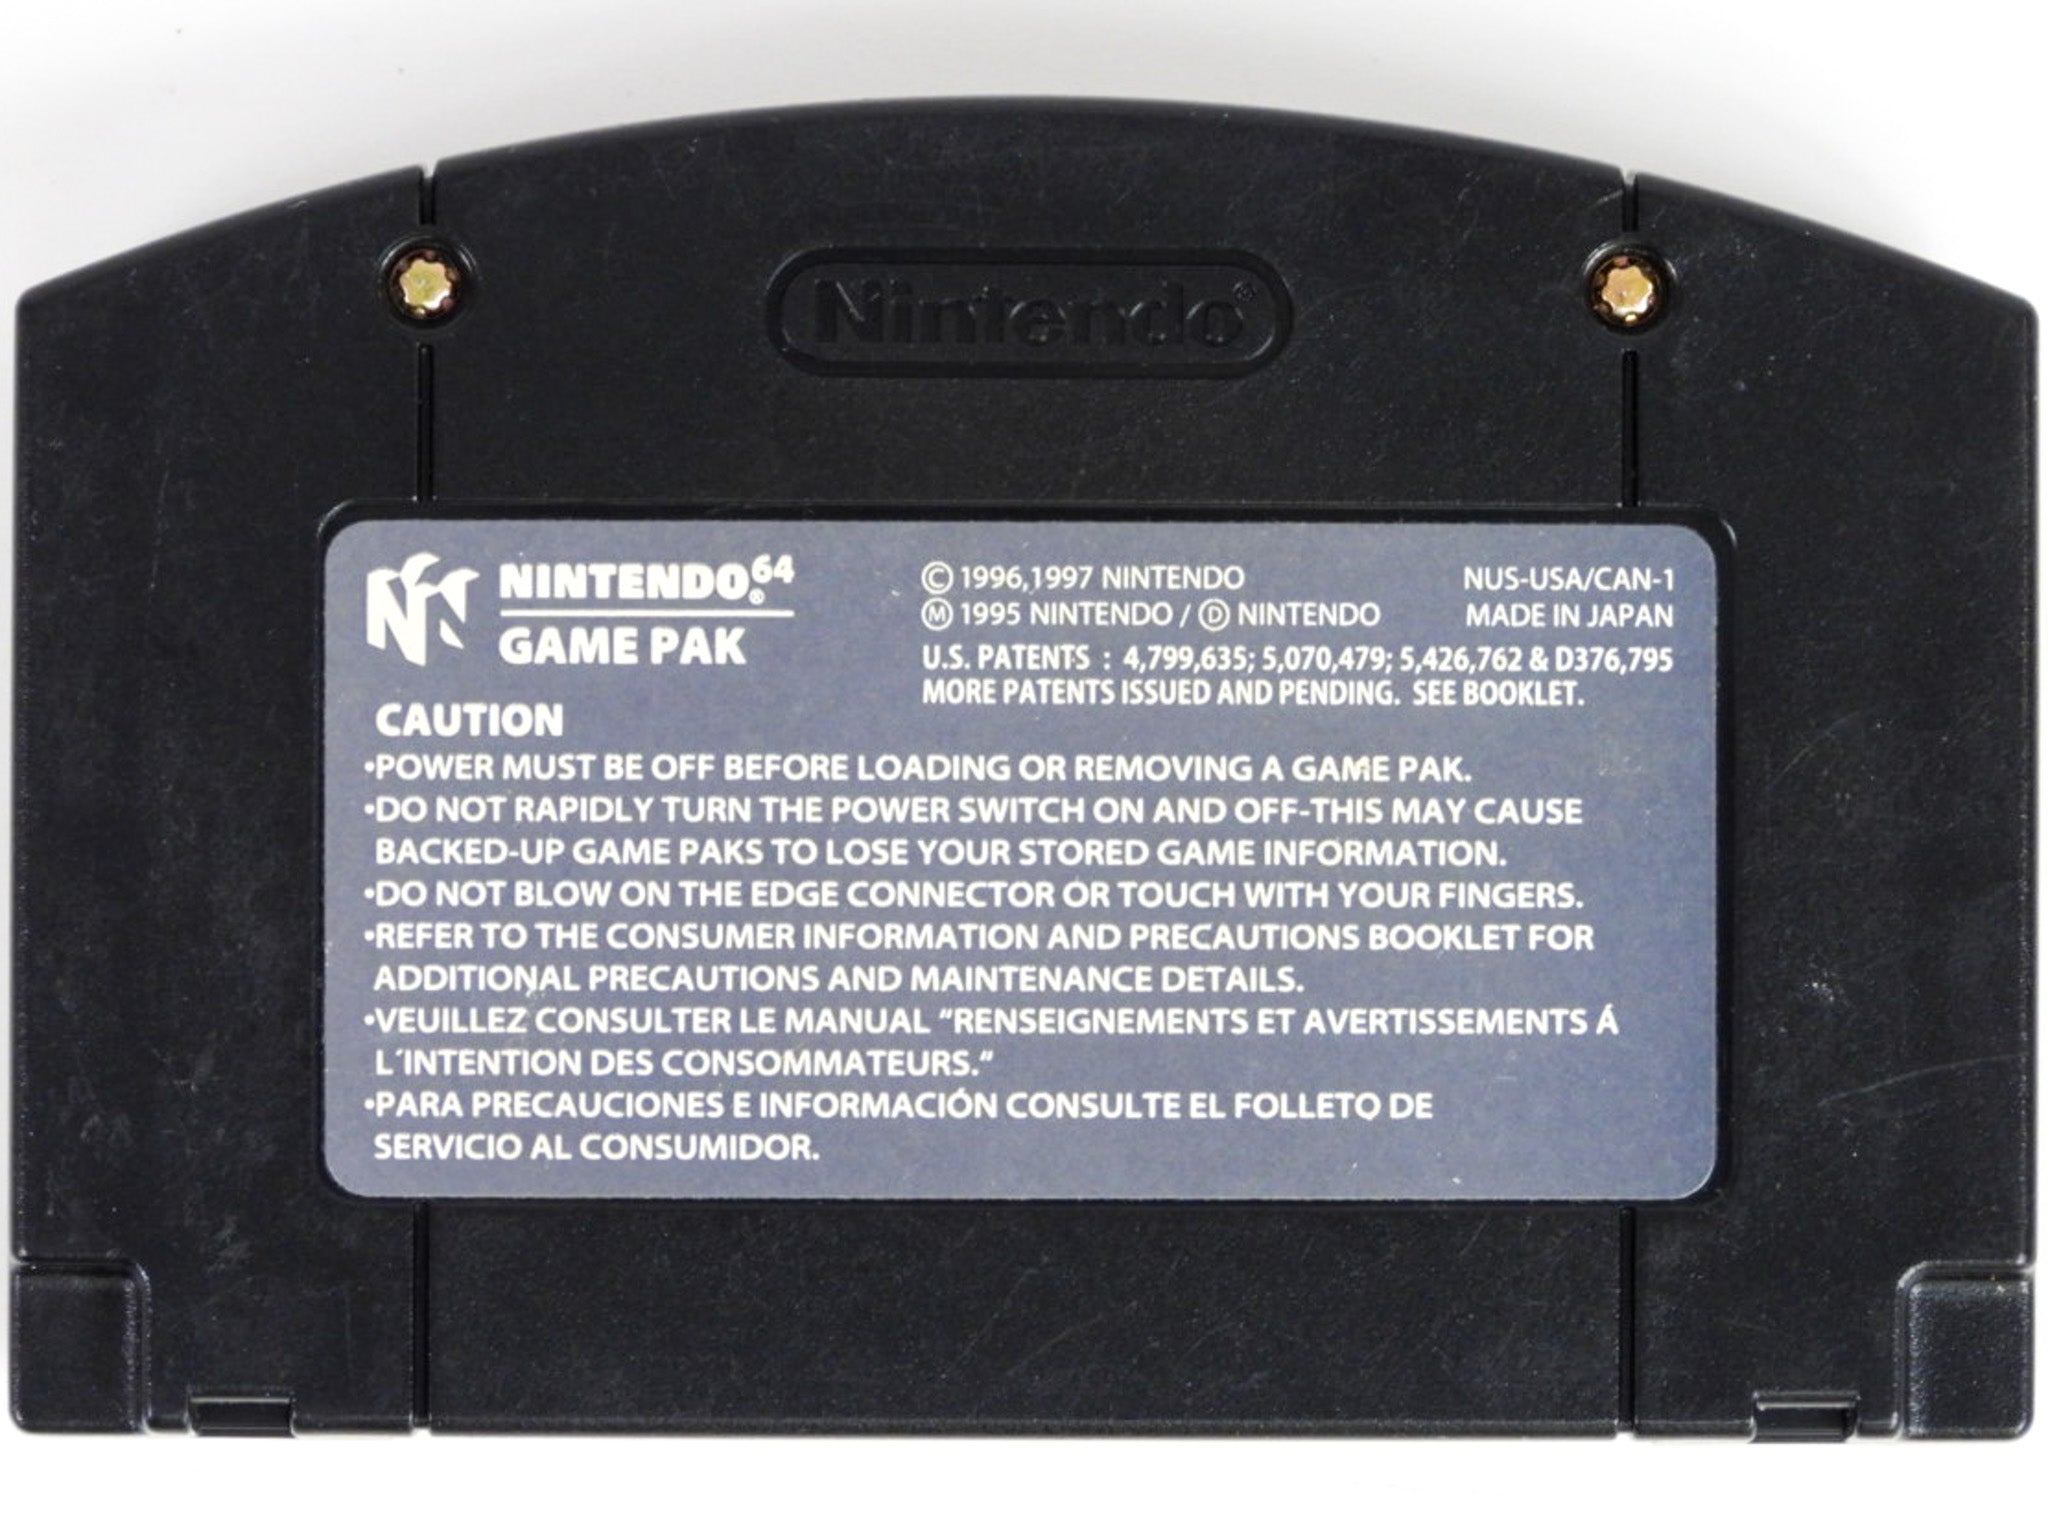 Nintendo®
NINTENDO®64
GAME PAK
© 1996,1997 NINTENDO
Ⓜ 1995 NINTENDO / Ⓓ NINTENDO
NUS-USA/CAN-1
MADE IN JAPAN
U.S. PATENTS : 4,799,635; 5,070,479; 5,426,762 & D376,795
MORE PATENTS ISSUED AND PENDING. SEE BOOKLET.
CAUTION
•POWER MUST BE OFF BEFORE LOADING OR REMOVING A GAME PAK.
•DO NOT RAPIDLY TURN THE POWER SWITCH ON AND OFF-THIS MAY CAUSE
BACKED-UP GAME PAKS TO LOSE YOUR STORED GAME INFORMATION.
•DO NOT BLOW ON THE EDGE CONNECTOR OR TOUCH WITH YOUR FINGERS.
•REFER TO THE CONSUMER INFORMATION AND PRECAUTIONS BOOKLET FOR
ADDITIONAL PRECAUTIONS AND MAINTENANCE DETAILS.
•VEUILLEZ CONSULTER LE MANUAL “RENSEIGNEMENTS ET AVERTISSEMENTS Á
L´INTENTION DES CONSOMMATEURS.”
•PARA PRECAUCIONES E INFORMACIÓN CONSULTE EL FOLLETO DE
SERVICIO AL CONSUMIDOR.